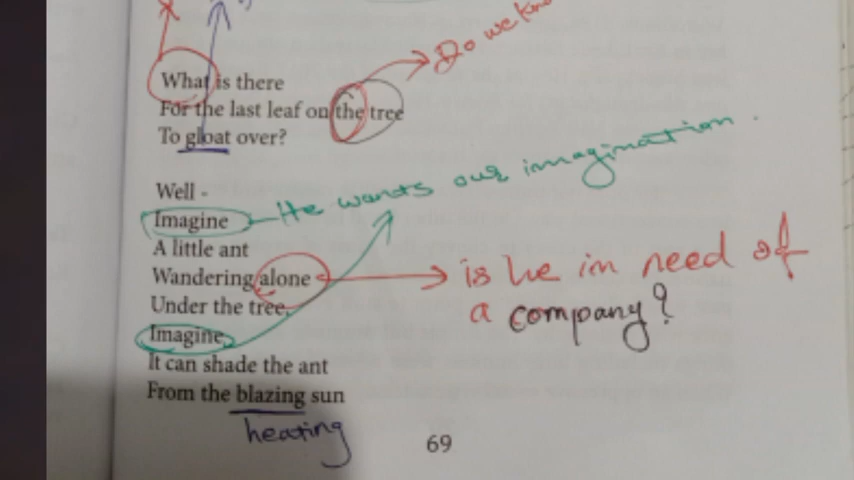 Do we kno
What is there
For the last leaf on the tree
To gloat over?
Well -
Imagine He wants our imagination.
A little ant
Wandering alone is he in need of
a company?
Under the tree.
Imagine
It can shade the ant
From the blazing sun
heating
69